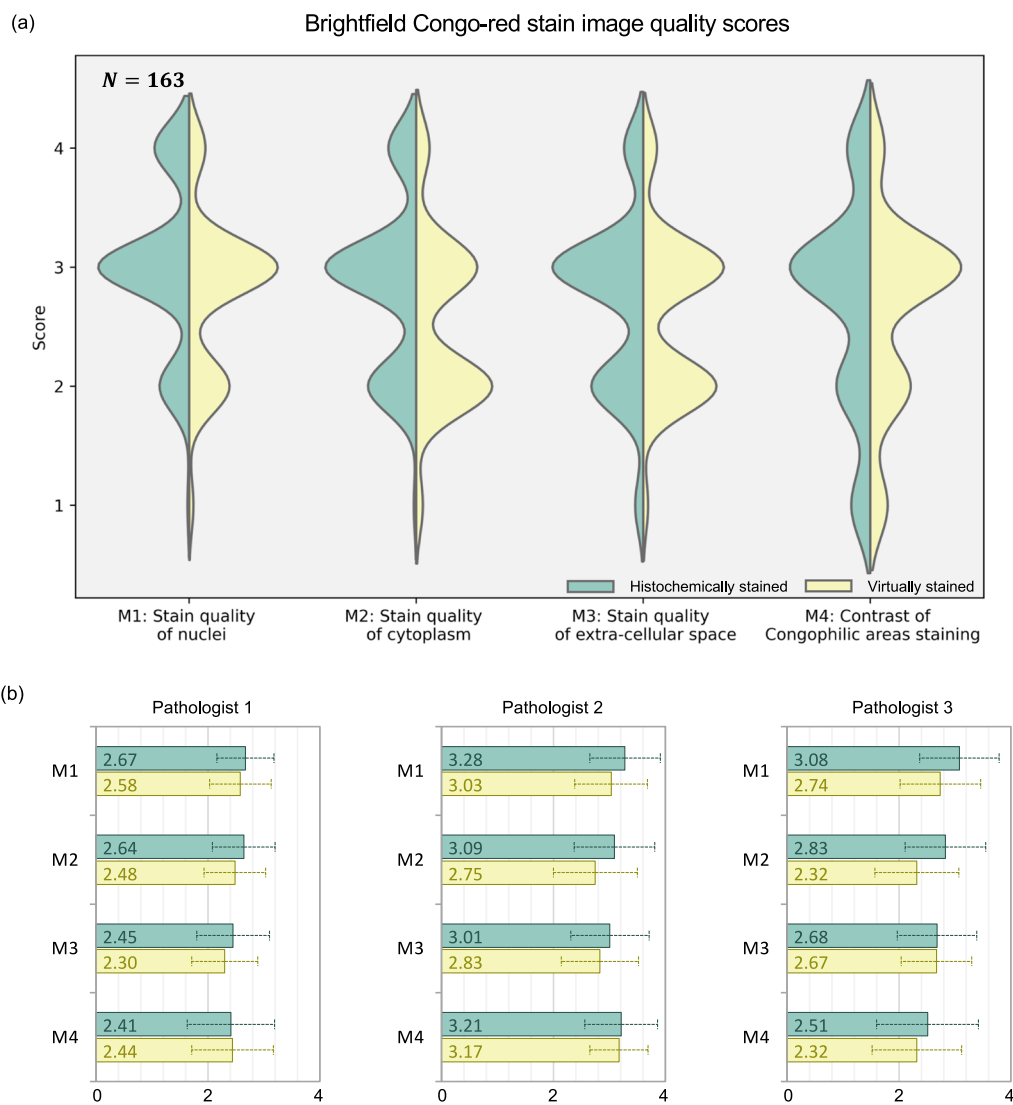 (a)
Brightfield Congo-red stain image quality scores
N = 163
4
3
2
1
Score
Histochemically stained
Virtually stained
M1: Stain quality
of nuclei
M2: Stain quality
of cytoplasm
M3: Stain quality
of extra-cellular space
M4: Contrast of
Congophilic areas staining
(b)
Pathologist 1
M1
2.67
2.58
M2
2.64
2.48
M3
2.45
2.30
M4
2.41
2.44
0 2 4
Pathologist 2
M1
3.28
3.03
M2
3.09
2.75
M3
3.01
2.83
M4
3.21
3.17
0 2 4
Pathologist 3
M1
3.08
2.74
M2
2.83
2.32
M3
2.68
2.67
M4
2.51
2.32
0 2 4